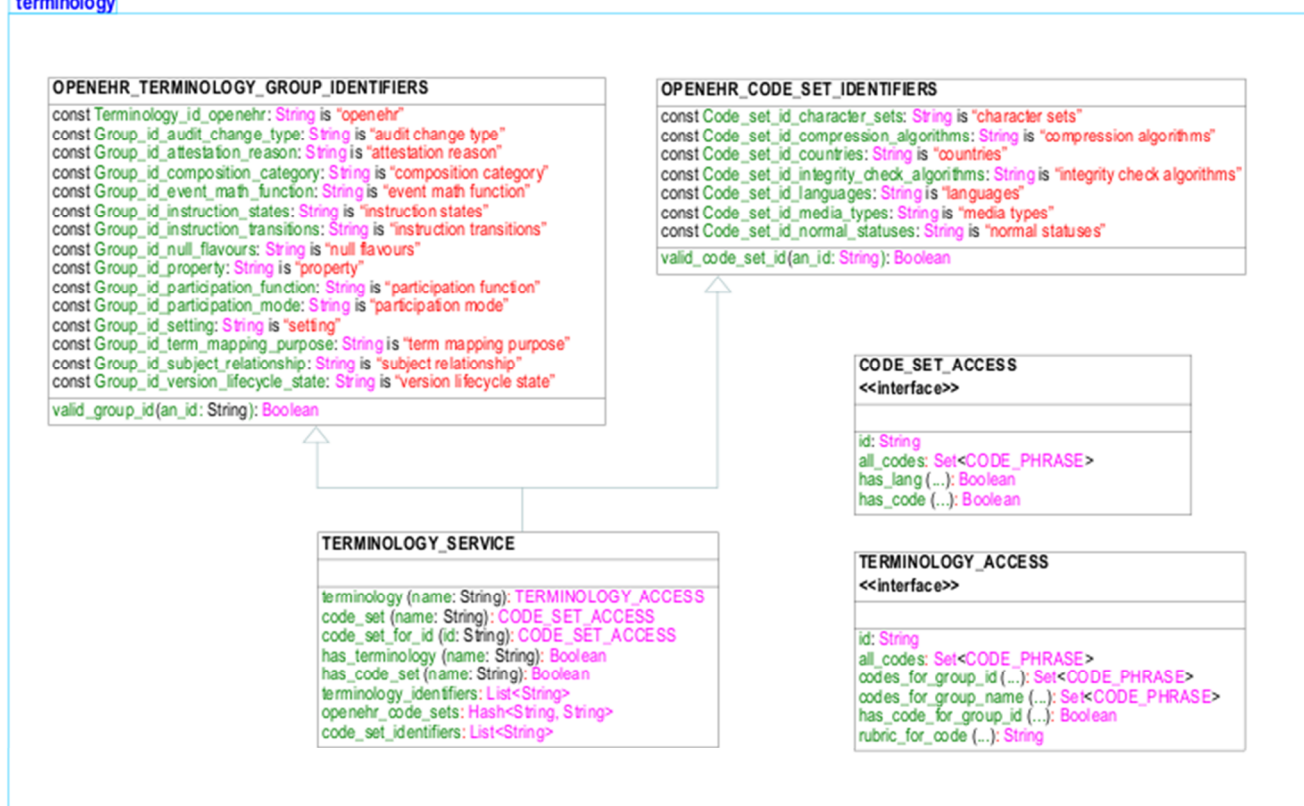 terminology
OPENEHR_TERMINOLOGY_GROUP_IDENTIFIERS
const Terminology_id_openehr: String is “openehr”
const Group_id_audit_change_type: String is “audit change type”
const Group_id_attestation_reason: String is “attestation reason”
const Group_id_composition_category: String is “composition category”
const Group_id_event_math_function: String is “event math function”
const Group_id_instruction_states: String is “instruction states”
const Group_id_instruction_transitions: String is “instruction transitions”
const Group_id_null_flavours: String is “null flavours”
const Group_id_property: String is “property”
const Group_id_participation_function: String is “participation function”
const Group_id_participation_mode: String is “participation mode”
const Group_id_setting: String is “setting”
const Group_id_term_mapping_purpose: String is “term mapping purpose”
const Group_id_subject_relationship: String is “subject relationship”
const Group_id_version_lifecycle_state: String is “version lifecycle state”
valid_group_id(an_id: String): Boolean
OPENEHR_CODE_SET_IDENTIFIERS
const Code_set_id_character_sets: String is “character sets”
const Code_set_id_compression_algorithms: String is “compression algorithms”
const Code_set_id_countries: String is “countries”
const Code_set_id_integrity_check_algorithms: String is “integrity check algorithms”
const Code_set_id_languages: String is “languages”
const Code_set_id_media_types: String is “media types”
const Code_set_id_normal_statuses: String is “normal statuses”
valid_code_set_id(an_id: String): Boolean
CODE_SET_ACCESS
<<interface>>
id: String
all_codes: Set<CODE_PHRASE>
has_lang (...): Boolean
has_code (...): Boolean
TERMINOLOGY_SERVICE
terminology (name: String): TERMINOLOGY_ACCESS
code_set (name: String): CODE_SET_ACCESS
code_set_for_id (id: String): CODE_SET_ACCESS
has_terminology (name: String): Boolean
has_code_set (name: String): Boolean
terminology_identifiers: List<String>
openehr_code_sets: Hash<String, String>
code_set_identifiers: List<String>
TERMINOLOGY_ACCESS
<<interface>>
id: String
all_codes: Set<CODE_PHRASE>
codes_for_group_id (...): Set<CODE_PHRASE>
codes_for_group_name (...): Set<CODE_PHRASE>
has_code_for_group_id (...): Boolean
rubric_for_code (...): String